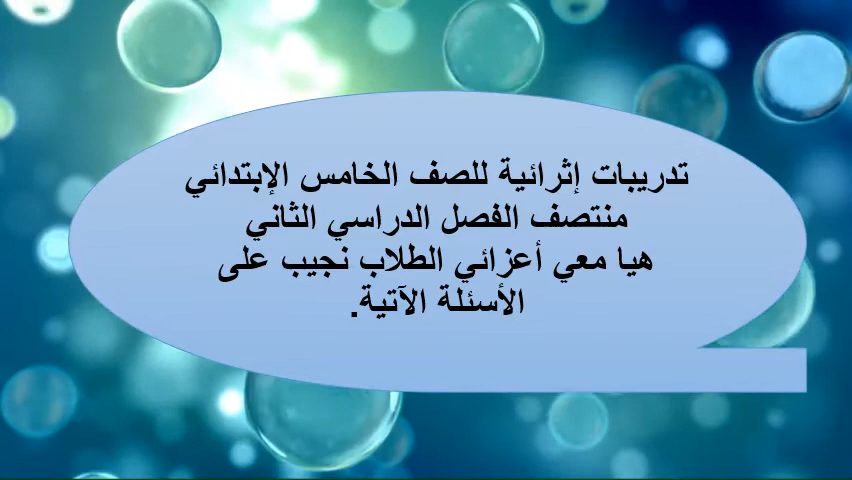 تدريبات إثرائية للصف الخامس الإبتدائي
منتصف الفصل الدراسي الثاني
هيا معي أعزائي الطلاب نجيب على
الأسئلة الآتية.